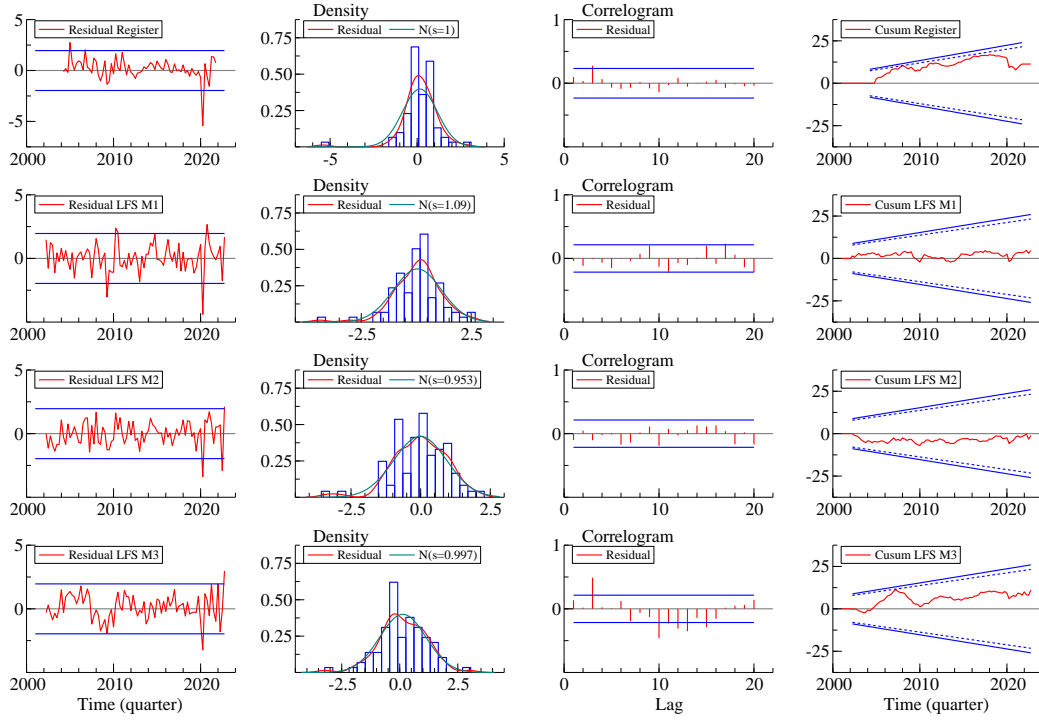 Density
Correlogram
5
Residual Register
0
-5
2000 2010 2020
0.75
0.50
0.25
Residual
N(s=1)
-5 0 5
1
0
-1
Residual
0 10 20
25
0
-25
Cusum Register
2000 2010 2020
Density
Correlogram
5
Residual LFS M1
0
-5
2000 2010 2020
0.75
0.50
0.25
Residual
N(s=1.09)
-2.5 0.0 2.5
1
0
-1
Residual
0 10 20
25
0
-25
Cusum LFS M1
2000 2010 2020
Density
Correlogram
5
Residual LFS M2
0
-5
2000 2010 2020
0.75
0.50
0.25
Residual
N(s=0.953)
-2.5 0.0 2.5
1
0
-1
Residual
0 10 20
25
0
-25
Cusum LFS M2
2000 2010 2020
Density
Correlogram
5
Residual LFS M3
0
-5
2000 2010 2020
Time (quarter)
0.75
0.50
0.25
Residual
N(s=0.997)
-2.5 0.0 2.5
1
0
-1
Residual
0 10 20
Lag
25
0
-25
Cusum LFS M3
2000 2010 2020
Time (quarter)